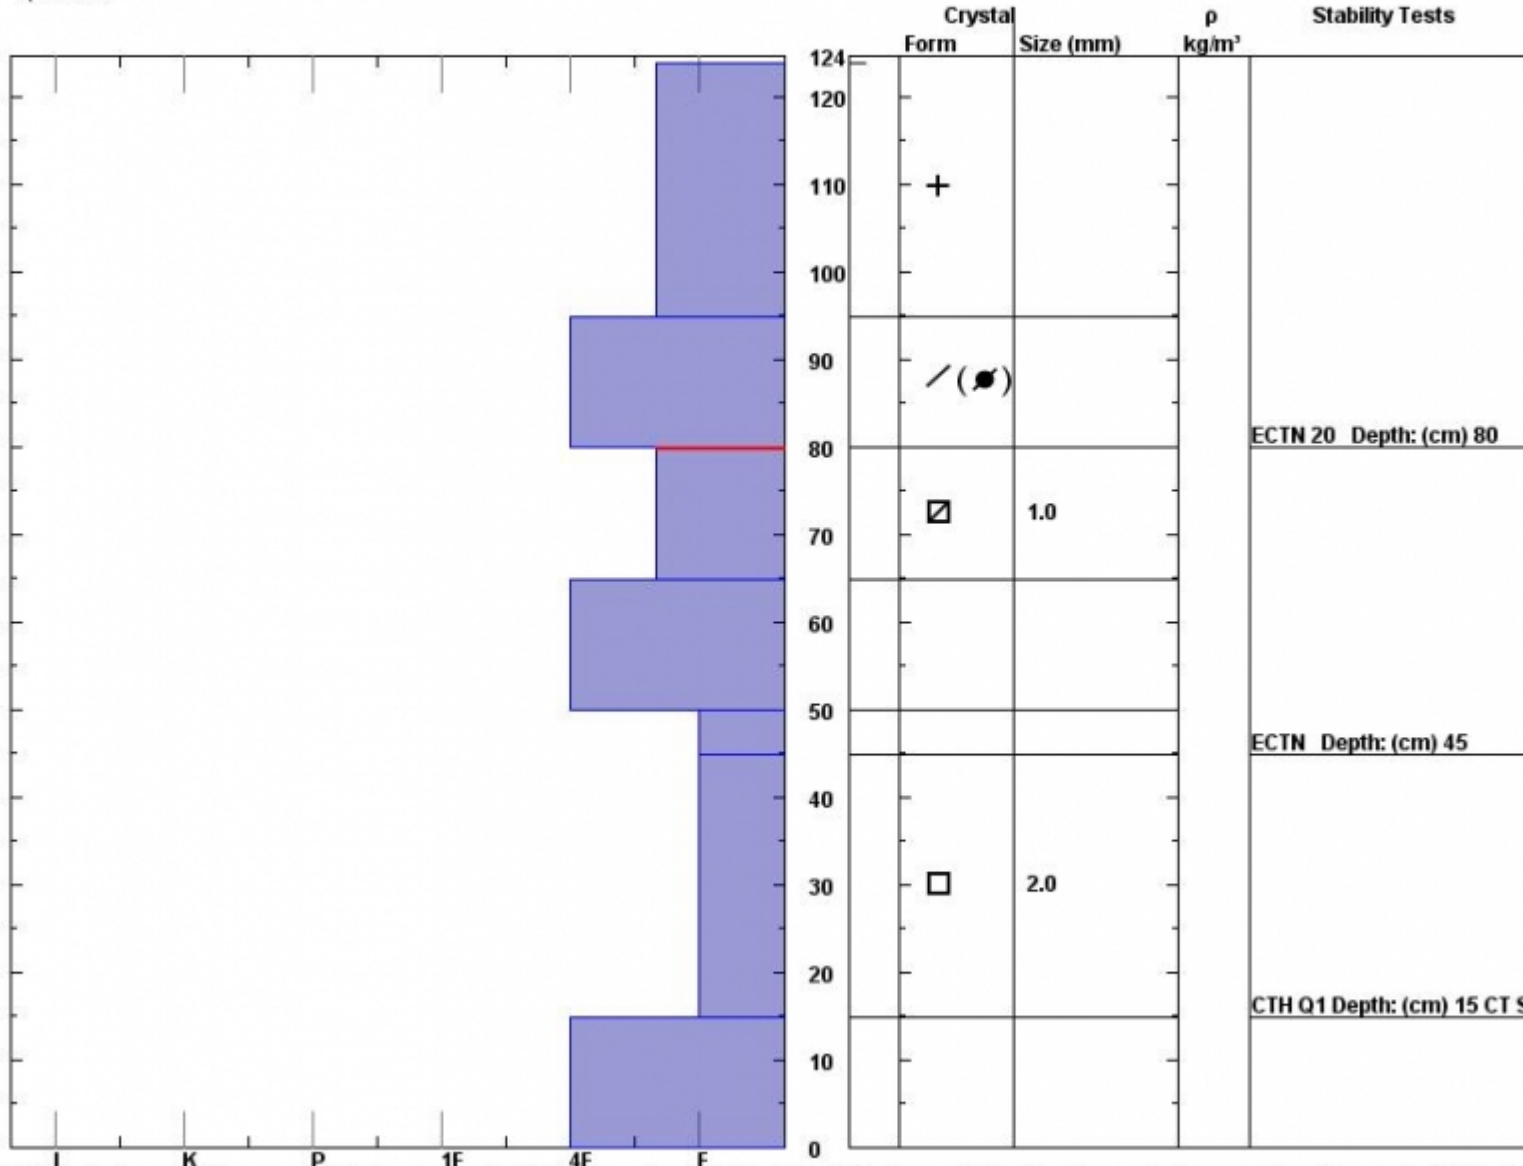 Crystal ρ Stability Tests
Form Size (mm) kg/m³
124
120
110 +
100
90
/ ( )
ECTN 20 Depth: (cm) 80
80
1.0
70
60
50
ECTN Depth: (cm) 45
40
30 2.0
20
CTH Q1 Depth: (cm) 15 CT
10
0
I K P 1F 4F F